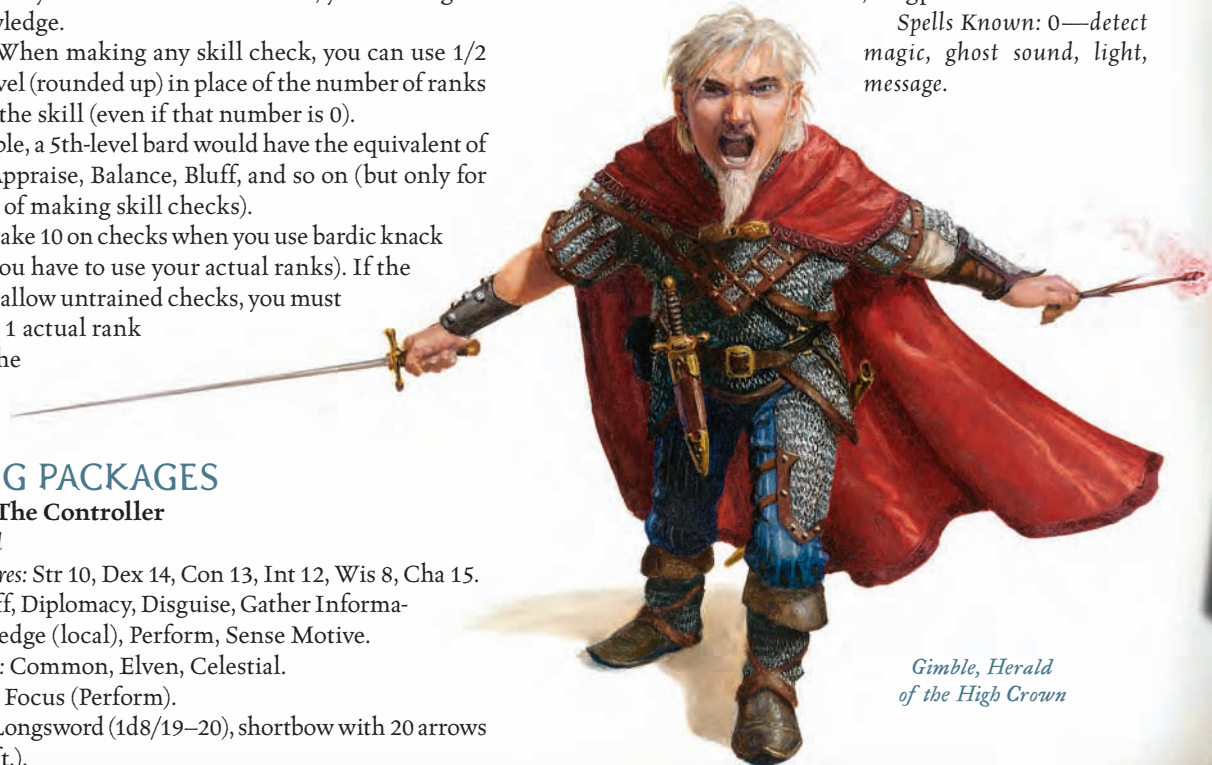 wledge.
When making any skill check, you can use 1/2
vel (rounded up) in place of the number of ranks
the skill (even if that number is 0).
ple, a 5th-level bard would have the equivalent of
Appraise, Balance, Bluff, and so on (but only for
of making skill checks).
ake 10 on checks when you use bardic knack
ou have to use your actual ranks). If the
allow untrained checks, you must
1 actual rank
he
G PACKAGES
The Controller
res: Str 10, Dex 14, Con 13, Int 12, Wis 8, Cha 15.
ff, Diplomacy, Disguise, Gather Informa-
edge (local), Perform, Sense Motive.
: Common, Elven, Celestial.
Focus (Perform).
Longsword (1d8/19–20), shortbow with 20 arrows
ft.).
Spells Known: 0—detect
magic, ghost sound, light,
message.
Gimble, Herald
of the High Crown